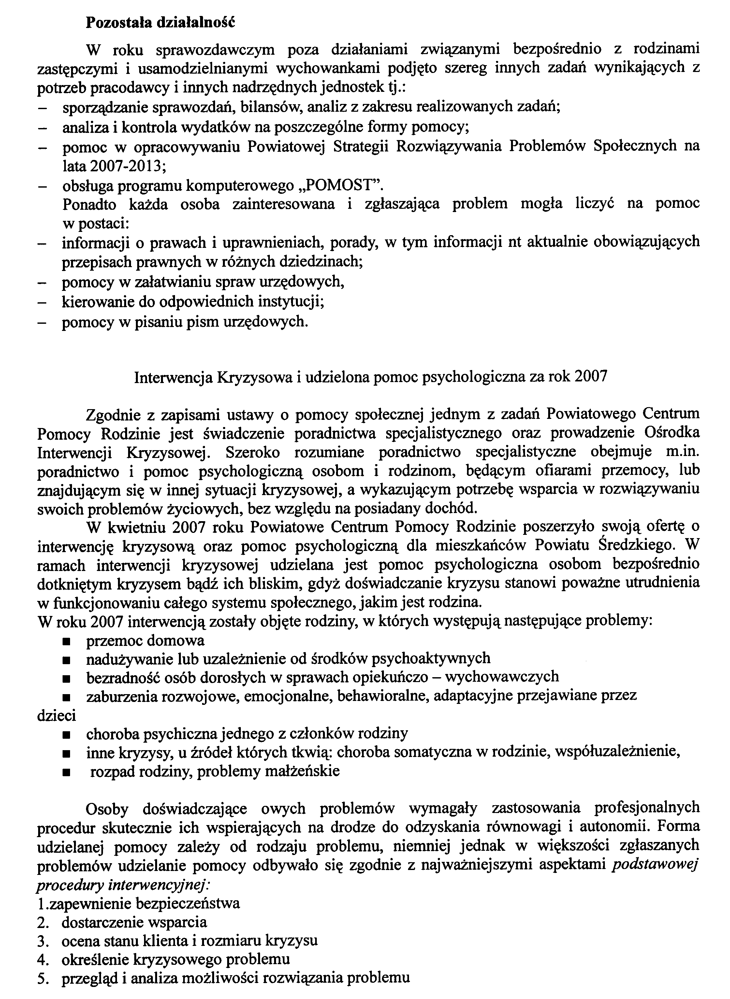 Pozostała działalność
W roku sprawozdawczym poza działaniami związanymi bezpośrednio z rodzinami
zastępczymi i usamodzielnianymi wychowankami podjęto szereg innych zadań wynikających z
potrzeb pracodawcy i innych nadrzędnych jednostek tj.:
– sporządzanie sprawozdań, bilansów, analiz z zakresu realizowanych zadań;
– analiza i kontrola wydatków na poszczególne formy pomocy;
– pomoc w opracowywaniu Powiatowej Strategii Rozwiązywania Problemów Społecznych na
lata 2007-2013;
– obsługa programu komputerowego „POMOST”.
Ponadto każda osoba zainteresowana i zgłaszająca problem mogła liczyć na pomoc
w postaci:
– informacji o prawach i uprawnieniach, porady, w tym informacji nt aktualnie obowiązujących
przepisach prawnych w różnych dziedzinach;
– pomocy w załatwianiu spraw urzędowych,
– kierowanie do odpowiednich instytucji;
– pomocy w pisaniu pism urzędowych.
Interwencja Kryzysowa i udzielona pomoc psychologiczna za rok 2007
Zgodnie z zapisami ustawy o pomocy społecznej jednym z zadań Powiatowego Centrum
Pomocy Rodzinie jest świadczenie poradnictwa specjalistycznego oraz prowadzenie Ośrodka
Interwencji Kryzysowej. Szeroko rozumiane poradnictwo specjalistyczne obejmuje m.in.
poradnictwo i pomoc psychologiczną osobom i rodzinom, będącym ofiarami przemocy, lub
znajdującym się w innej sytuacji kryzysowej, a wykazującym potrzebę wsparcia w rozwiązywaniu
swoich problemów życiowych, bez względu na posiadany dochód.
W kwietniu 2007 roku Powiatowe Centrum Pomocy Rodzinie poszerzyło swoją ofertę o
interwencję kryzysową oraz pomoc psychologiczną dla mieszkańców Powiatu Średzkiego. W
ramach interwencji kryzysowej udzielana jest pomoc psychologiczna osobom bezpośrednio
dotkniętym kryzysem bądź ich bliskim, gdyż doświadczanie kryzysu stanowi poważne utrudnienia
w funkcjonowaniu całego systemu społecznego, jakim jest rodzina.
W roku 2007 interwencją zostały objęte rodziny, w których występują następujące problemy:
■ przemoc domowa
■ nadużywanie lub uzależnienie od środków psychoaktywnych
■ bezradność osób dorosłych w sprawach opiekuńczo – wychowawczych
■ zaburzenia rozwojowe, emocjonalne, behawioralne, adaptacyjne przejawiane przez
dzieci
■ choroba psychiczna jednego z członków rodziny
■ inne kryzysy, u źródeł których tkwią: choroba somatyczna w rodzinie, współuzależnienie,
■ rozpad rodziny, problemy małżeńskie
Osoby doświadczające owych problemów wymagały zastosowania profesjonalnych
procedur skutecznie ich wspierających na drodze do odzyskania równowagi i autonomii. Forma
udzielanej pomocy zależy od rodzaju problemu, niemniej jednak w większości zgłaszanych
problemów udzielanie pomocy odbywało się zgodnie z najważniejszymi aspektami podstawowej
procedury interwencyjnej:
1.zapewnienie bezpieczeństwa
2. dostarczenie wsparcia
3. ocena stanu klienta i rozmiaru kryzysu
4. określenie kryzysowego problemu
5. przegląd i analiza możliwości rozwiązania problemu